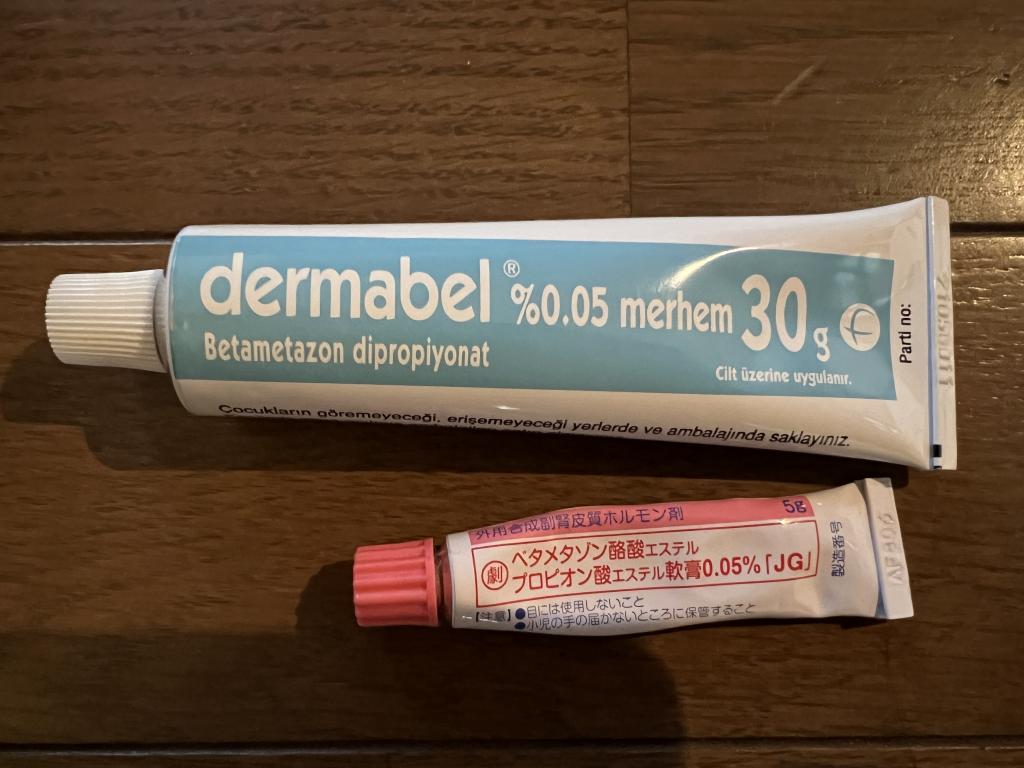 dermabel®
%0.05 merhem 30 g
Betametazon dipropiyonat
Cilt üzerine uygulanır.
Parti no:
Çocukların göremeyeceği, erişemeyeceği yerlerde ve ambalajında saklayınız.
外用合成副腎皮質ホルモン剤 5g
劇 ベタメタゾン酪酸エステル
プロピオン酸エステル軟膏0.05%「JG」
【注意】●目には使用しないこと
●小児の手の届かないところに保管すること
製造番号